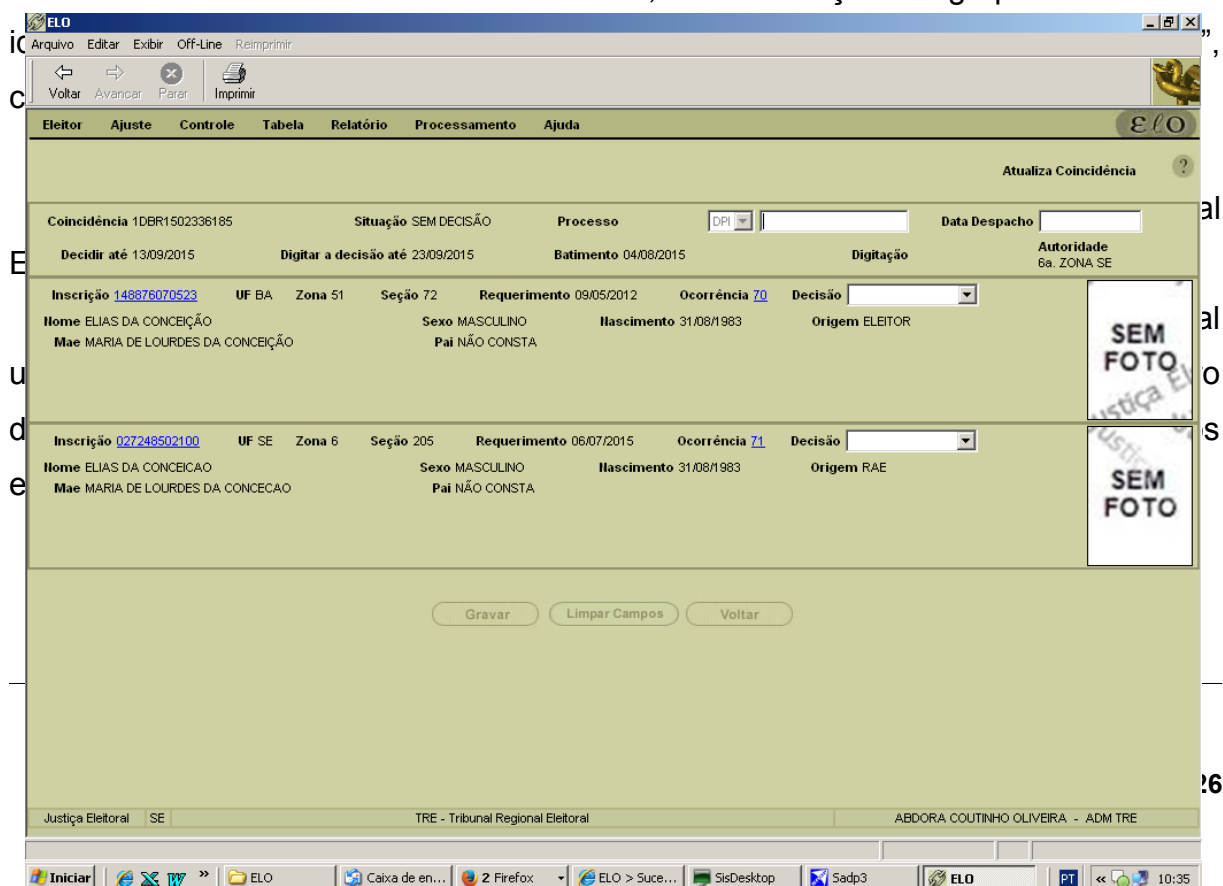 ELO
Arquivo Editar Exibir Off-Line Reimprimir
Voltar Avançar Parar Imprimir
Eleitor Ajuste Controle Tabela Relatório Processamento Ajuda εℓO
Atualiza Coincidência ?
Coincidência 1DBR1502336185 Situação SEM DECISÃO Processo DPI Data Despacho
Decidir até 13/09/2015 Digitar a decisão até 23/09/2015 Batimento 04/08/2015 Digitação Autoridade
6a. ZONA SE
Inscrição 148876070523 UF BA Zona 51 Seção 72 Requerimento 09/05/2012 Ocorrência 70 Decisão
Nome ELIAS DA CONCEIÇÃO Sexo MASCULINO Nascimento 31/08/1983 Origem ELEITOR
Mae MARIA DE LOURDES DA CONCEIÇÃO Pai NÃO CONSTA
SEM
FOTO
Inscrição 027248502100 UF SE Zona 6 Seção 205 Requerimento 06/07/2015 Ocorrência 71 Decisão
Nome ELIAS DA CONCEICAO Sexo MASCULINO Nascimento 31/08/1983 Origem RAE
Mae MARIA DE LOURDES DA CONCECAO Pai NÃO CONSTA
SEM
FOTO
Gravar Limpar Campos Voltar
Justiça Eleitoral SE TRE - Tribunal Regional Eleitoral ABDORA COUTINHO OLIVEIRA - ADM TRE
Iniciar » ELO Caixa de en... 2 Firefox ELO > Suce... SisDesktop Sadp3 ELO PT « 10:35